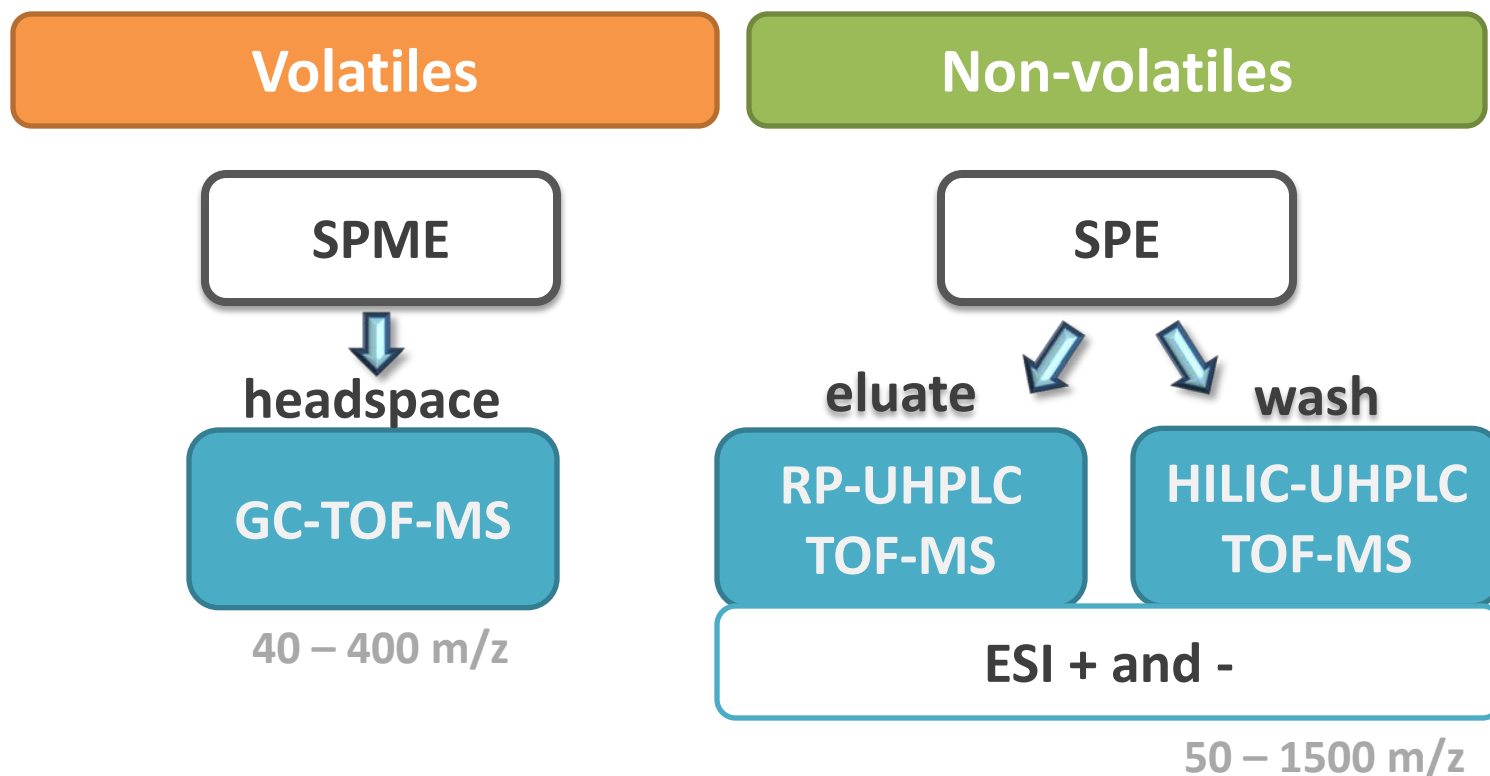 Volatiles
Non-volatiles
SPME
SPE
headspace
eluate
wash
GC-TOF-MS
RP-UHPLC
TOF-MS
HILIC-UHPLC
TOF-MS
40 – 400 m/z
ESI + and -
50 – 1500 m/z